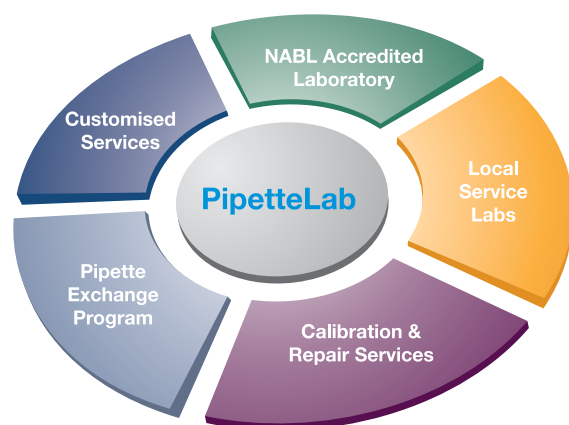 NABL Accredited
Laboratory
Customised
Services
PipetteLab
Local
Service
Labs
Pipette
Exchange
Program
Calibration &
Repair Services